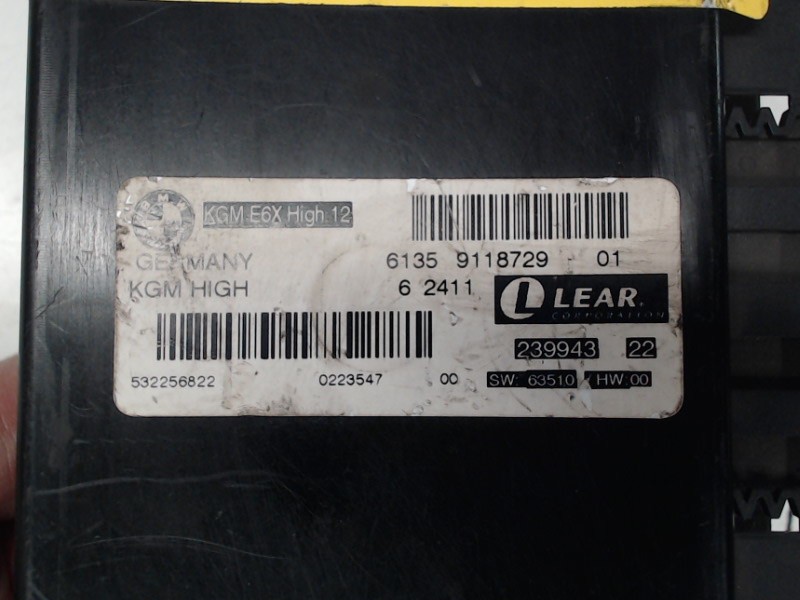 KGM E6X High.12
GERMANY
6135 9118729 - 01
KGM HIGH
6 2411
LEAR
CORPORATION
239943 22
532256822
0223547
00
SW: 63510 / HW:00